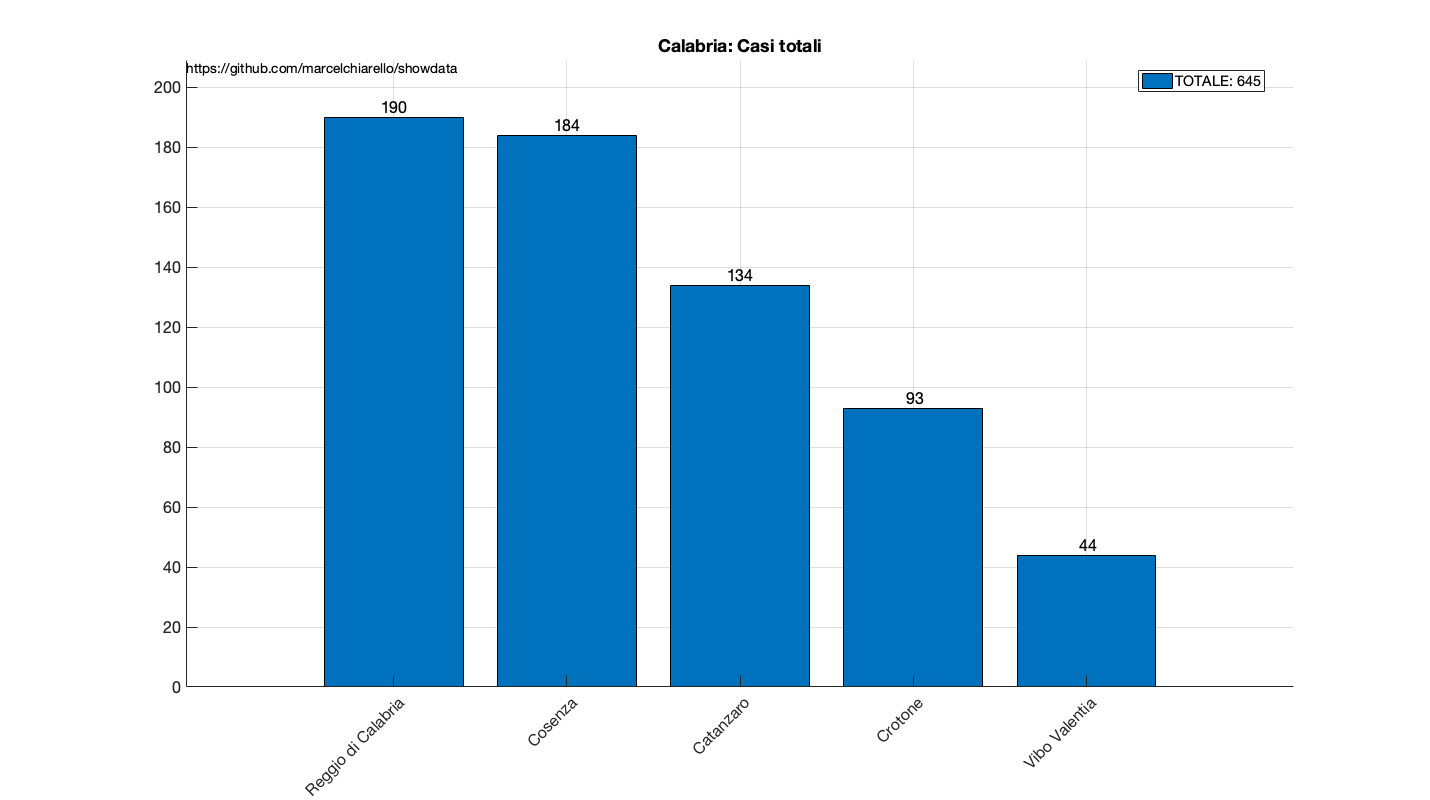 Calabria: Casi totali
https://github.com/marcelchiarello/showdata
TOTALE: 645
200
180
160
140
120
100
80
60
40
20
0
190
184
134
93
44
Reggio di Calabria
Cosenza
Catanzaro
Crotone
Vibo Valentia